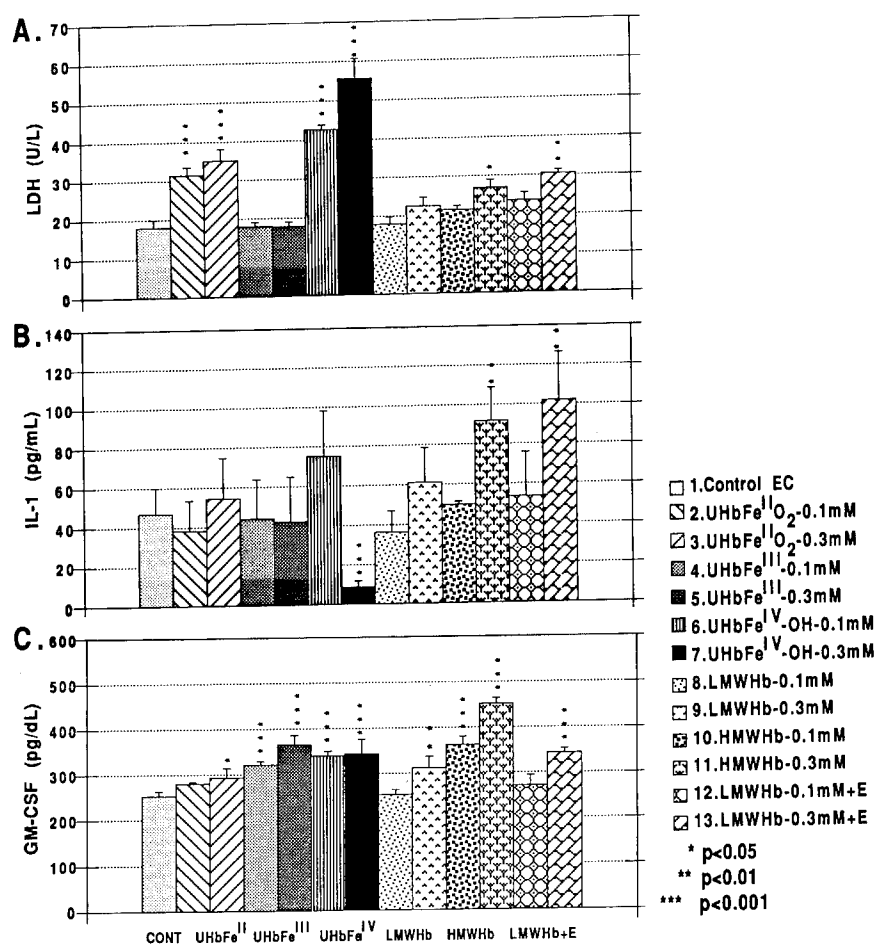 A.
70
60
50
40
30
20
10
0
LDH (U/L)
B.
140
120
100
80
60
40
20
0
IL-1 (pg/mL)
C.
600
500
400
300
200
100
0
GM-CSF (pg/dL)
CONT UHbFe^II UHbFe^III UHbFe^IV LMWHb HMWHb LMWHb+E
1.Control EC
2.UHbFe^IIO₂-0.1mM
3.UHbFe^IIO₂-0.3mM
4.UHbFe^III-0.1mM
5.UHbFe^III-0.3mM
6.UHbFe^IV-OH-0.1mM
7.UHbFe^IV-OH-0.3mM
8.LMWHb-0.1mM
9.LMWHb-0.3mM
10.HMWHb-0.1mM
11.HMWHb-0.3mM
12.LMWHb-0.1mM+E
13.LMWHb-0.3mM+E
* p<0.05
** p<0.01
*** p<0.001